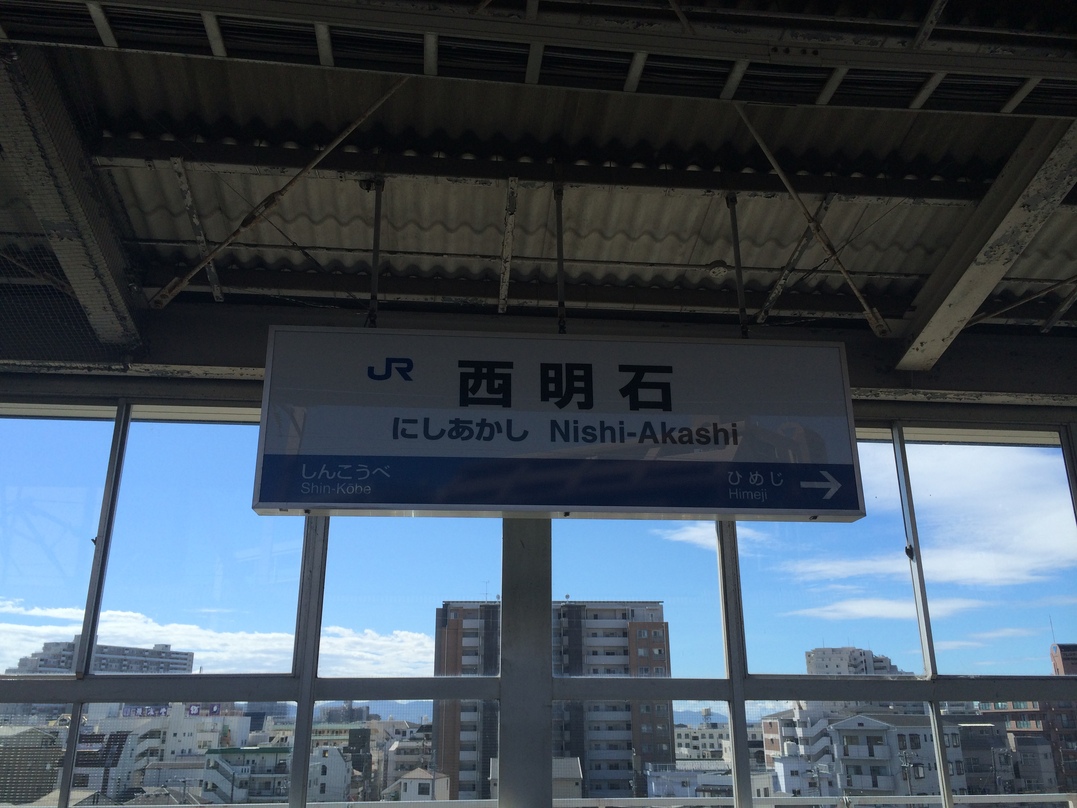 JR 西明石
にしあかし Nishi-Akashi
しんこうべ ひめじ →
Shin-Kōbe Himeji